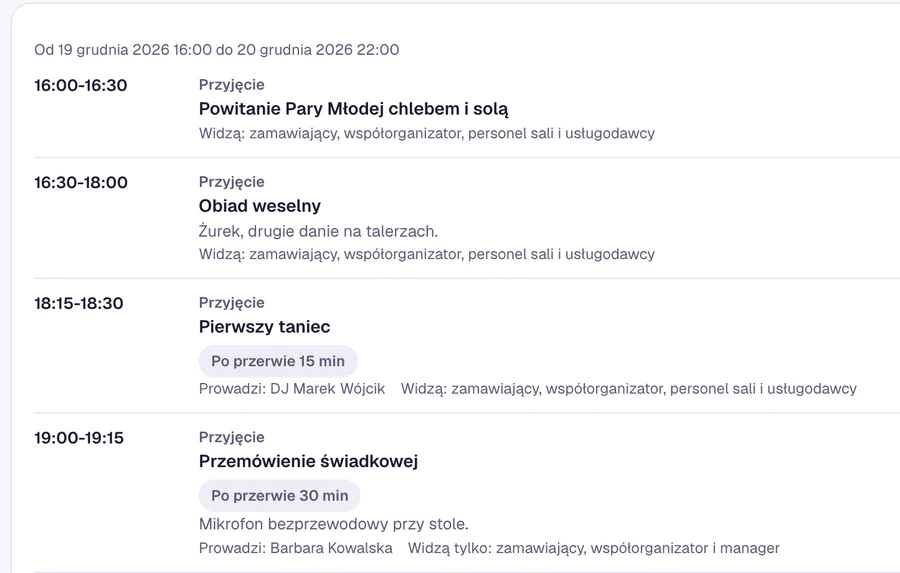 Od 19 grudnia 2026 16:00 do 20 grudnia 2026 22:00
16:00-16:30
Przyjęcie
Powitanie Pary Młodej chlebem i solą
Widzą: zamawiający, współorganizator, personel sali i usługodawcy
16:30-18:00
Przyjęcie
Obiad weselny
Żurek, drugie danie na talerzach.
Widzą: zamawiający, współorganizator, personel sali i usługodawcy
18:15-18:30
Przyjęcie
Pierwszy taniec
Po przerwie 15 min
Prowadzi: DJ Marek Wójcik Widzą: zamawiający, współorganizator, personel sali i usługodawcy
19:00-19:15
Przyjęcie
Przemówienie świadkowej
Po przerwie 30 min
Mikrofon bezprzewodowy przy stole.
Prowadzi: Barbara Kowalska Widzą tylko: zamawiający, współorganizator i manager